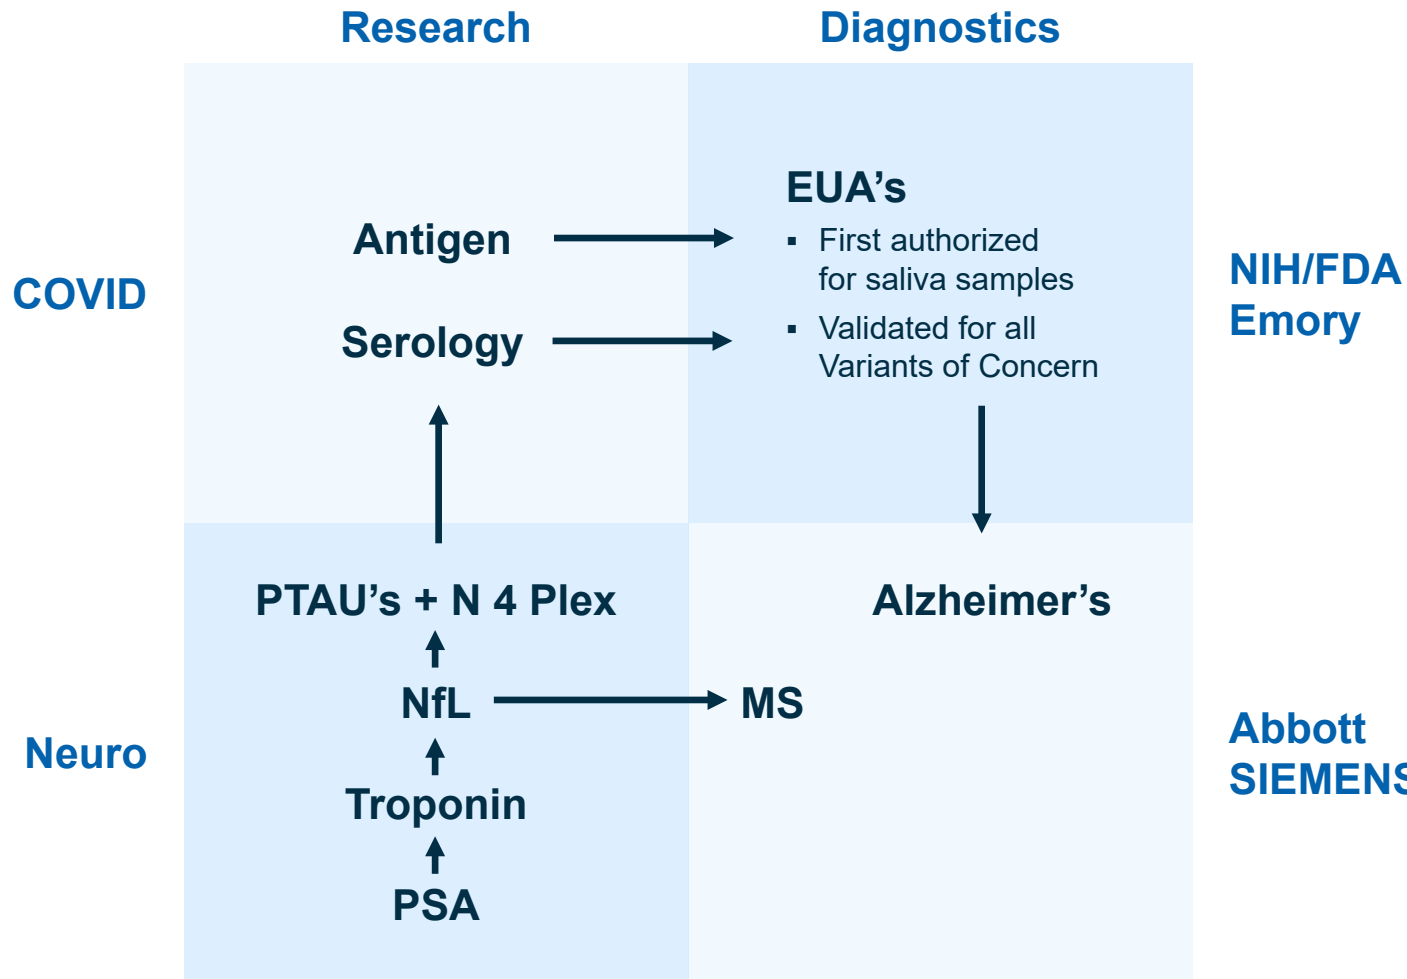 Research
Diagnostics
COVID
Antigen
Serology
EUA's
▪ First authorized
for saliva samples
▪ Validated for all
Variants of Concern
NIH/FDA
Emory
Neuro
PTAU's + N 4 Plex
NfL
Troponin
PSA
MS
Alzheimer's
Abbott
SIEMENS